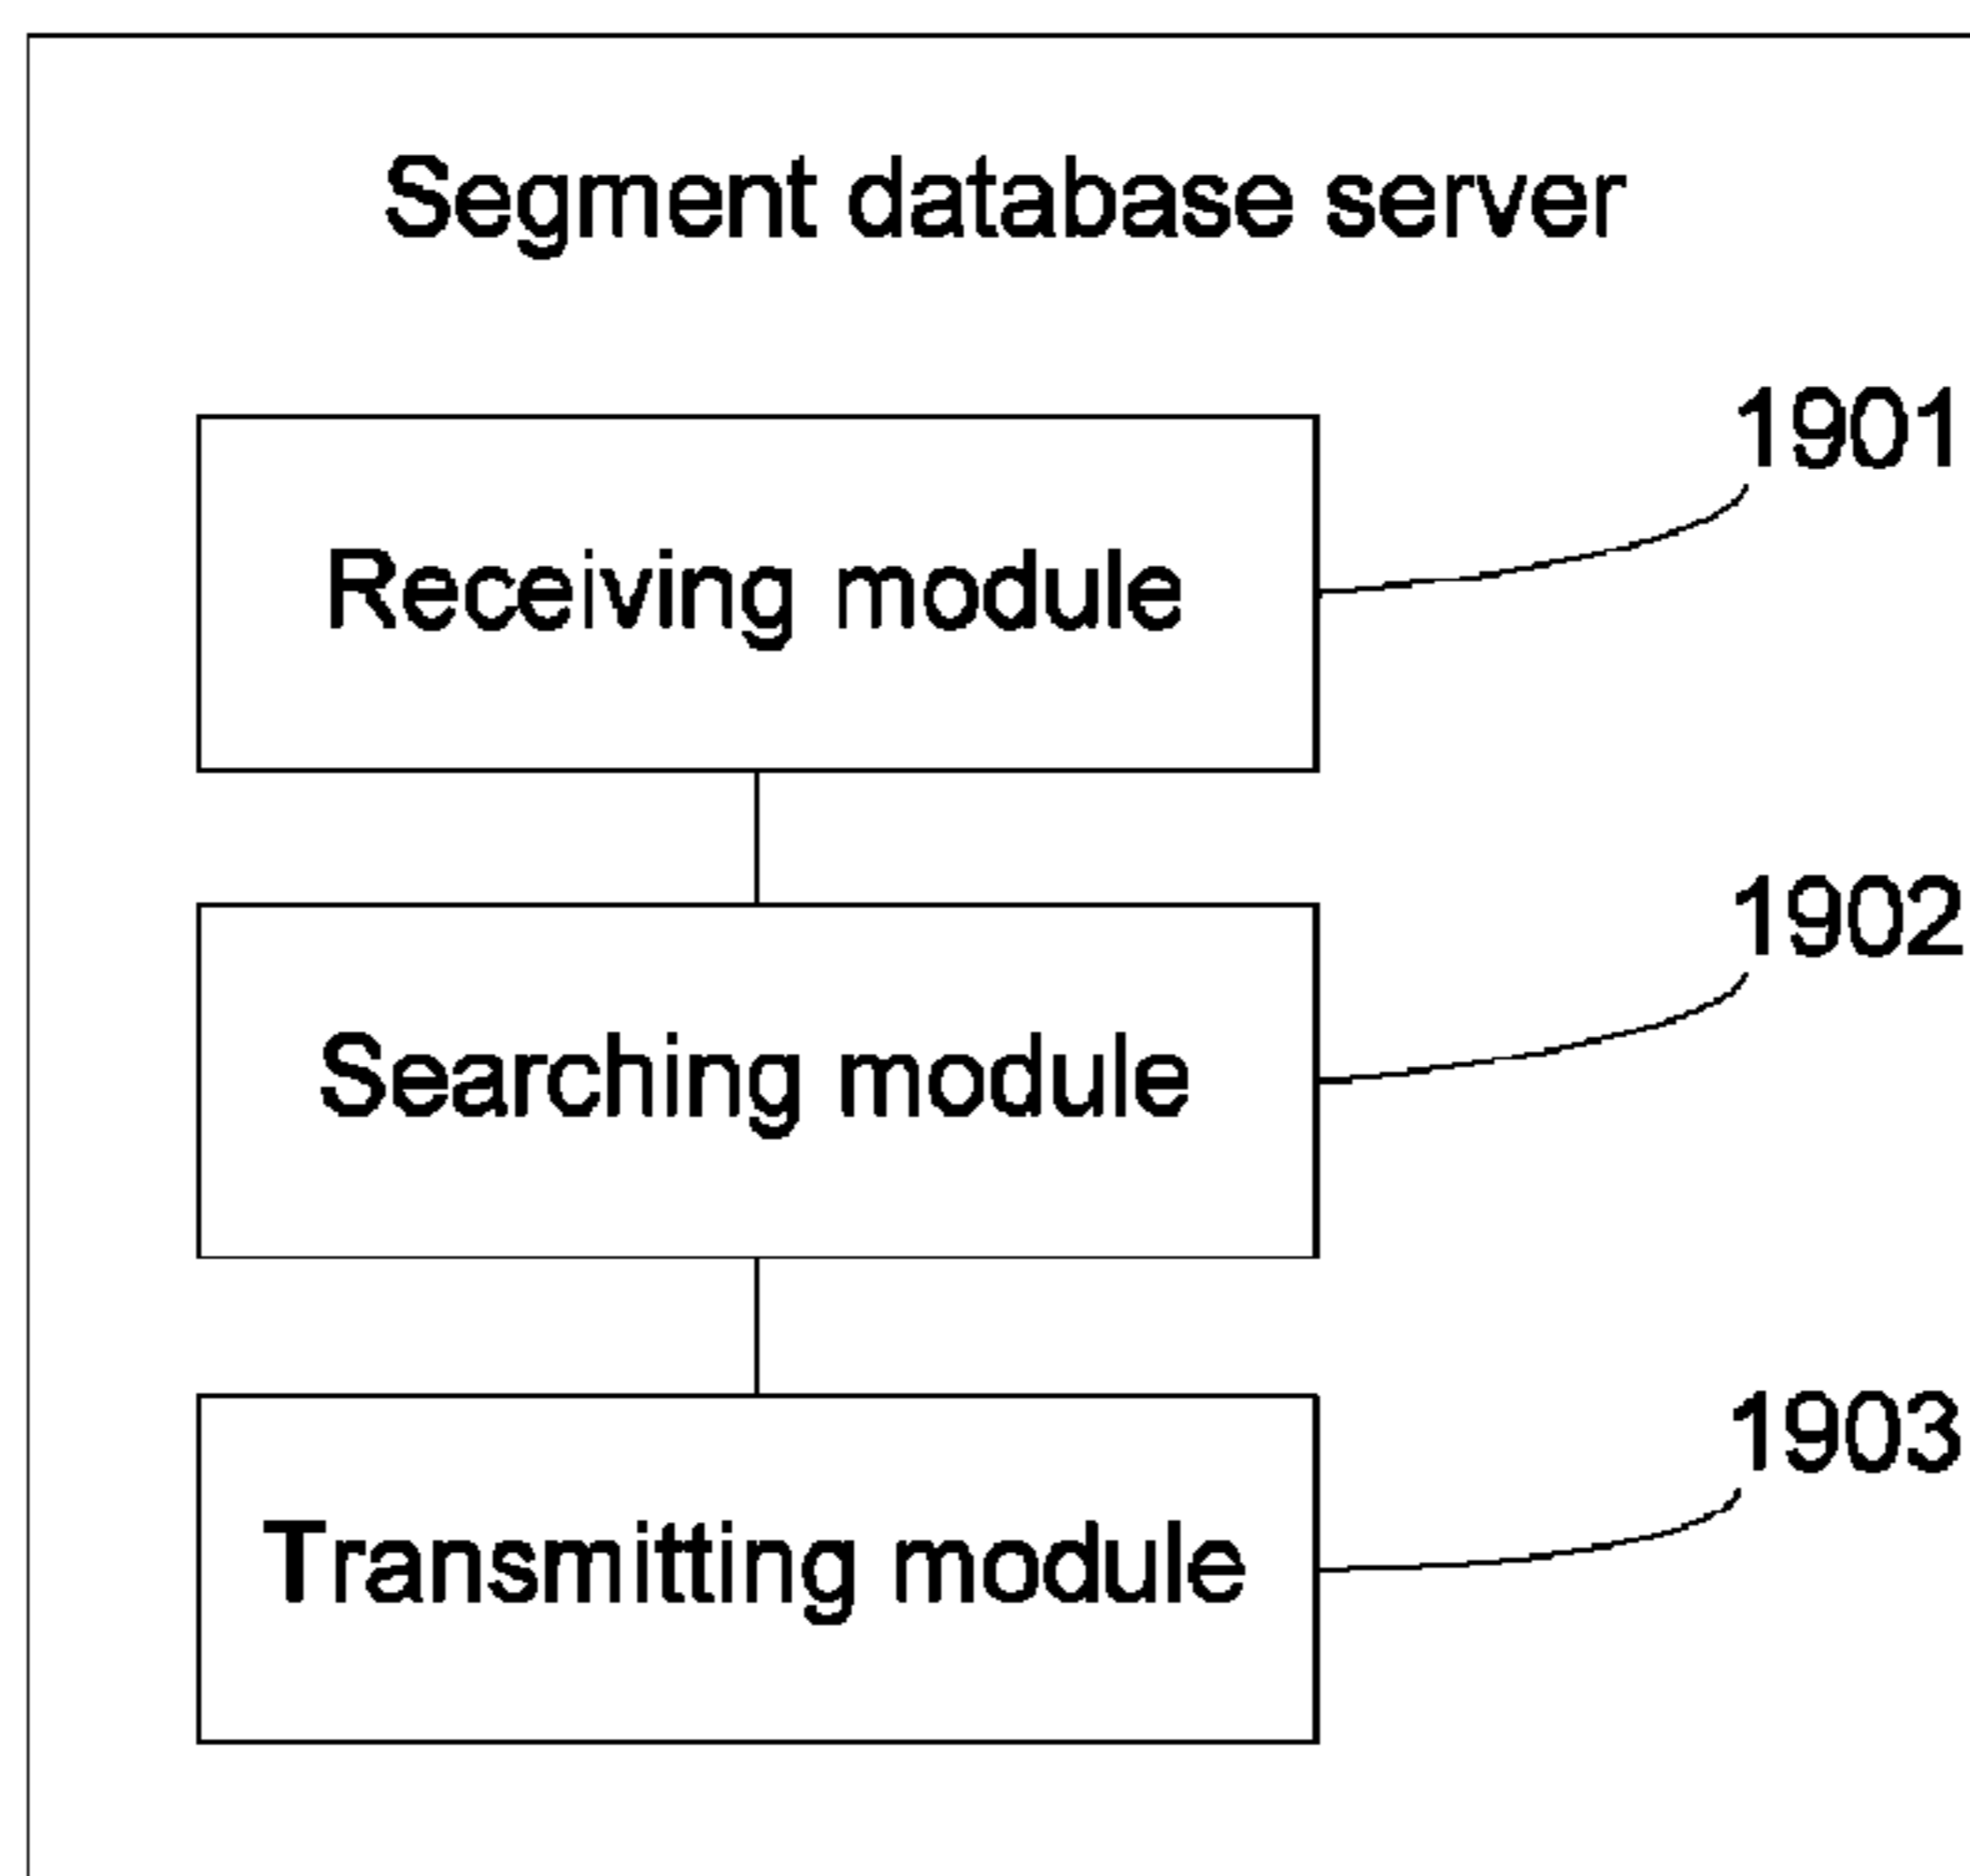 Segment database server
1901
Receiving module
1902
Searching module
1903
Transmitting module